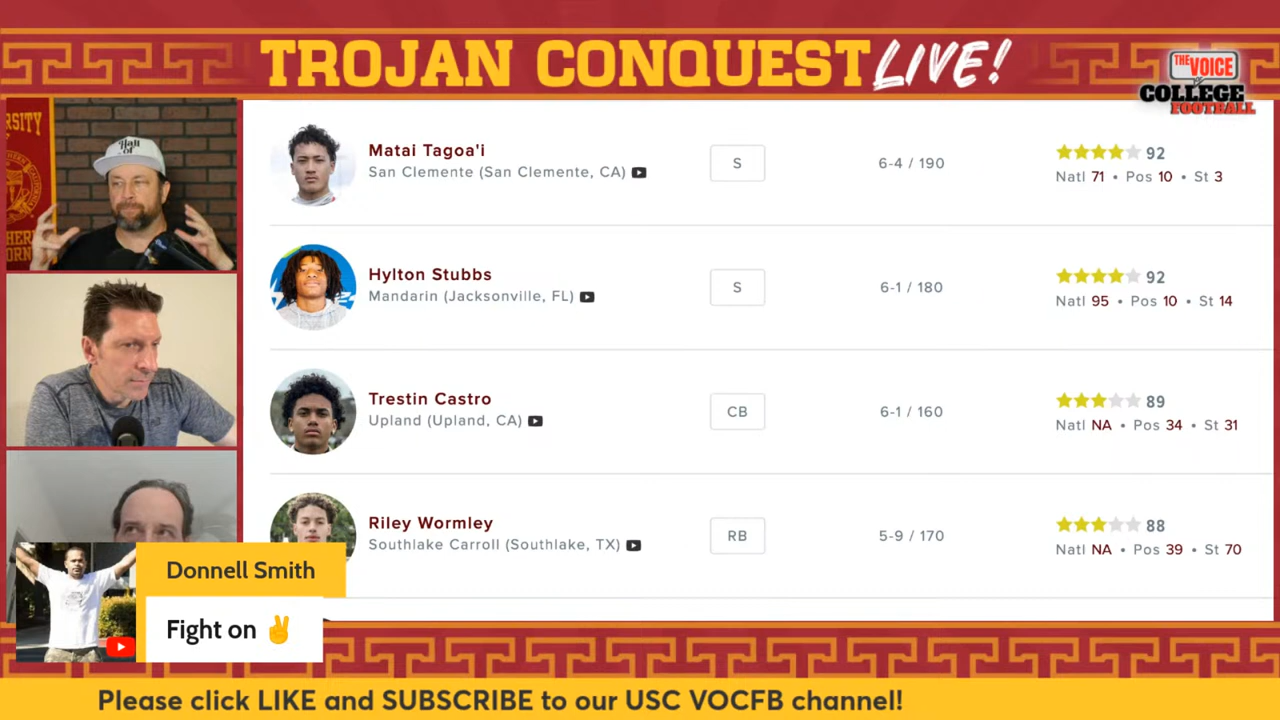 TROJAN CONQUEST LIVE!
THE VOICE
OF
COLLEGE
FOOTBALL
Matai Tagoa'i
San Clemente (San Clemente, CA)
S
6-4 / 190
92
Natl 71 • Pos 10 • St 3
Hylton Stubbs
Mandarin (Jacksonville, FL)
S
6-1 / 180
92
Natl 95 • Pos 10 • St 14
Trestin Castro
Upland (Upland, CA)
CB
6-1 / 160
89
Natl NA • Pos 34 • St 31
Riley Wormley
Southlake Carroll (Southlake, TX)
RB
5-9 / 170
88
Natl NA • Pos 39 • St 70
Donnell Smith
Fight on ✌
Please click LIKE and SUBSCRIBE to our USC VOCFB channel!